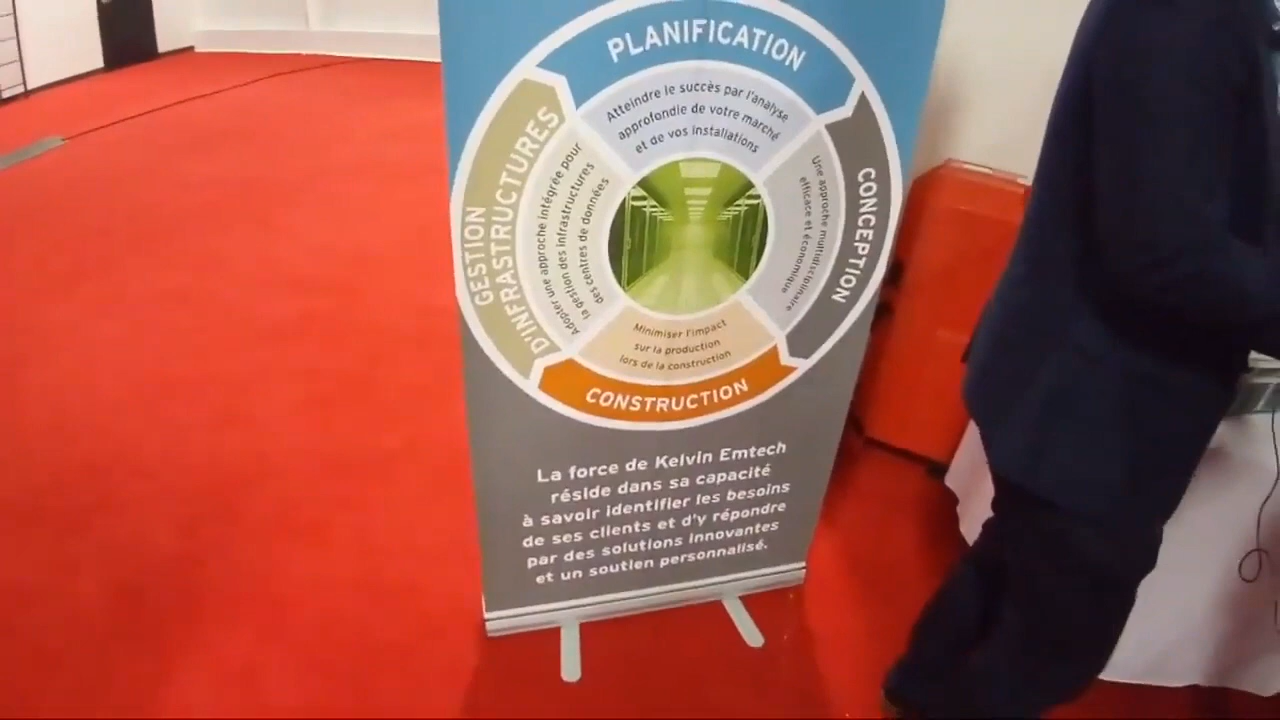 PLANIFICATION
Atteindre le succès par l'analyse
approfondie de votre marché
et de vos installations
CONCEPTION
Une approche multidisciplinaire
efficace et économique
CONSTRUCTION
Minimiser l'impact
sur la production
lors de la construction
GESTION
D'INFRASTRUCTURES
Adopter une approche intégrée pour
la gestion des infrastructures
des centres de données
La force de Kelvin Emtech
réside dans sa capacité
à savoir identifier les besoins
de ses clients et d'y répondre
par des solutions innovantes
et un soutien personnalisé.